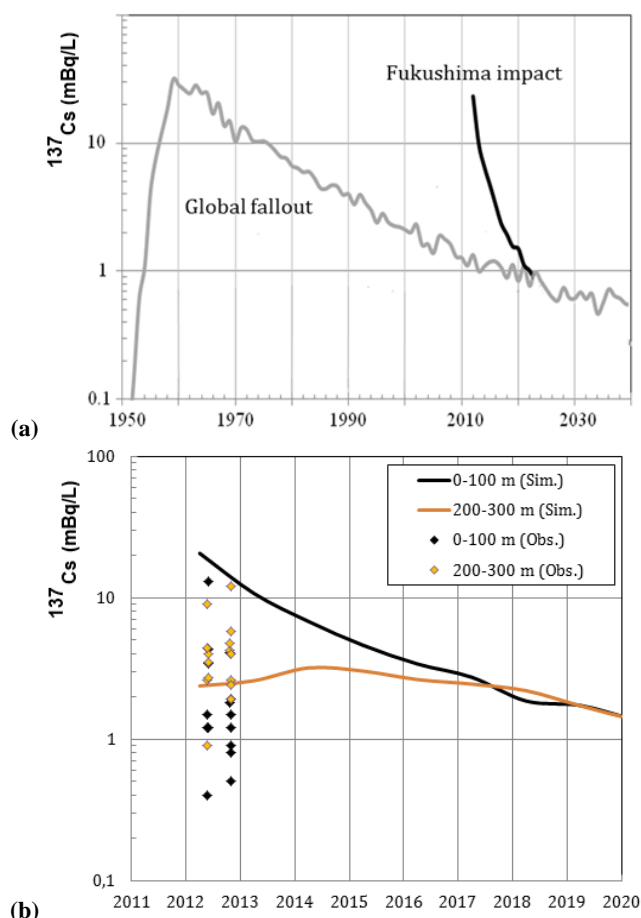 137Cs (mBq/L)
10
1
0.1
Fukushima impact
Global fallout
1950
1970
1990
2010
2030
(a)
137Cs (mBq/L)
100
10
1
0,1
0-100 m (Sim.)
200-300 m (Sim.)
0-100 m (Obs.)
200-300 m (Obs.)
2011 2012 2013 2014 2015 2016 2017 2018 2019 2020
(b)